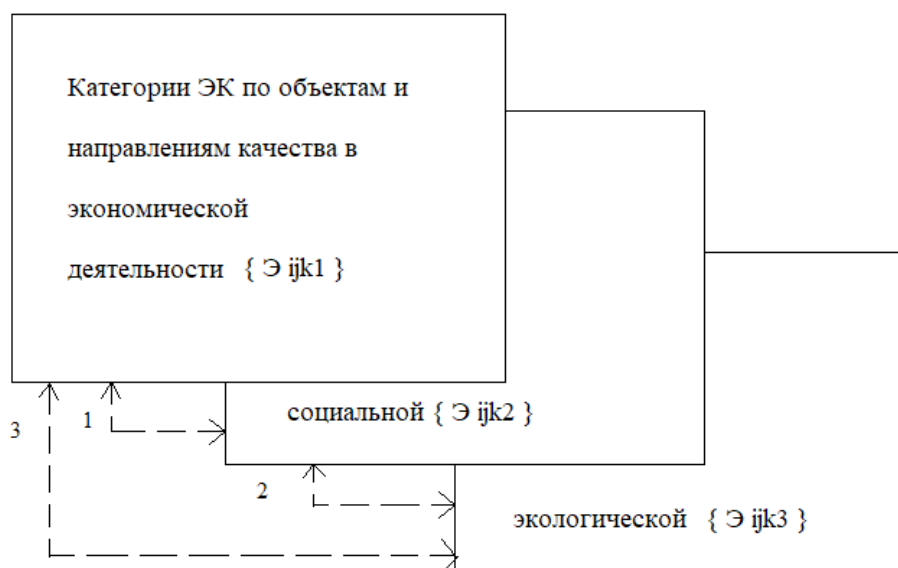 Категории ЭК по объектам и
направлениям качества в
экономической
деятельности { Э ijk1 }
социальной { Э ijk2 }
3
1
2
экологической { Э ijk3 }